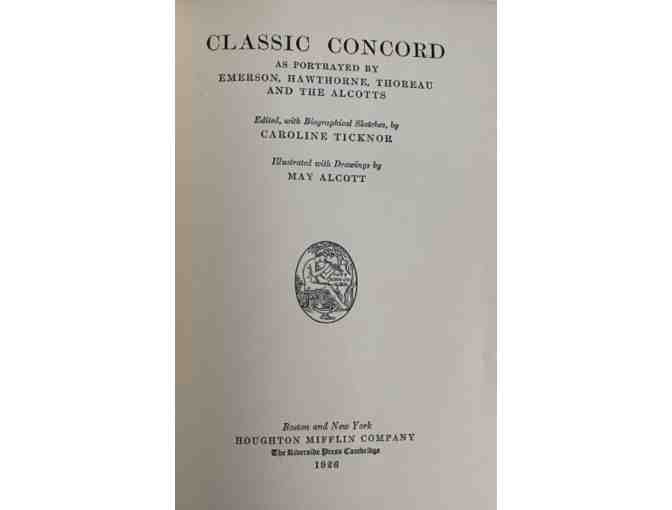 CLASSIC CONCORD
AS PORTRAYED BY
EMERSON, HAWTHORNE, THOREAU
AND THE ALCOTTS
Edited, with Biographical Sketches, by
CAROLINE TICKNOR
Illustrated with Drawings by
MAY ALCOTT
Boston and New York
HOUGHTON MIFFLIN COMPANY
The Riverside Press Cambridge
1926